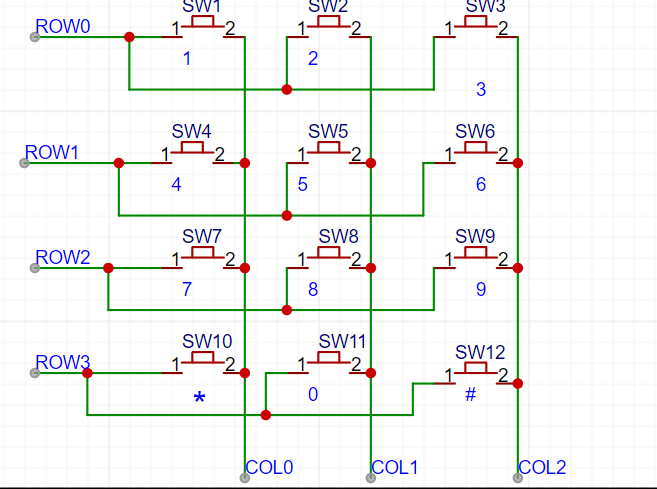 SW1 SW2 SW3
ROW0 1 2 1 2 1 2
1 2 3
SW4 SW5 SW6
ROW1 1 2 1 2 1 2
4 5 6
SW7 SW8 SW9
ROW2 1 2 1 2 1 2
7 8 9
SW10 SW11 SW12
ROW3 1 2 1 2 1 2
* 0 #
COL0 COL1 COL2